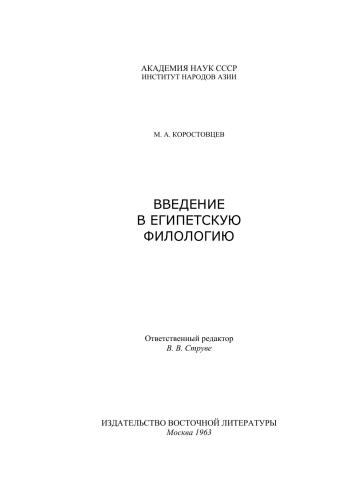 АКАДЕМИЯ НАУК СССР
ИНСТИТУТ НАРОДОВ АЗИИ
М. А. КОРОСТОВЦЕВ
ВВЕДЕНИЕ
В ЕГИПЕТСКУЮ
ФИЛОЛОГИЮ
Ответственный редактор
В. В. Струве
ИЗДАТЕЛЬСТВО ВОСТОЧНОЙ ЛИТЕРАТУРЫ
Москва 1963